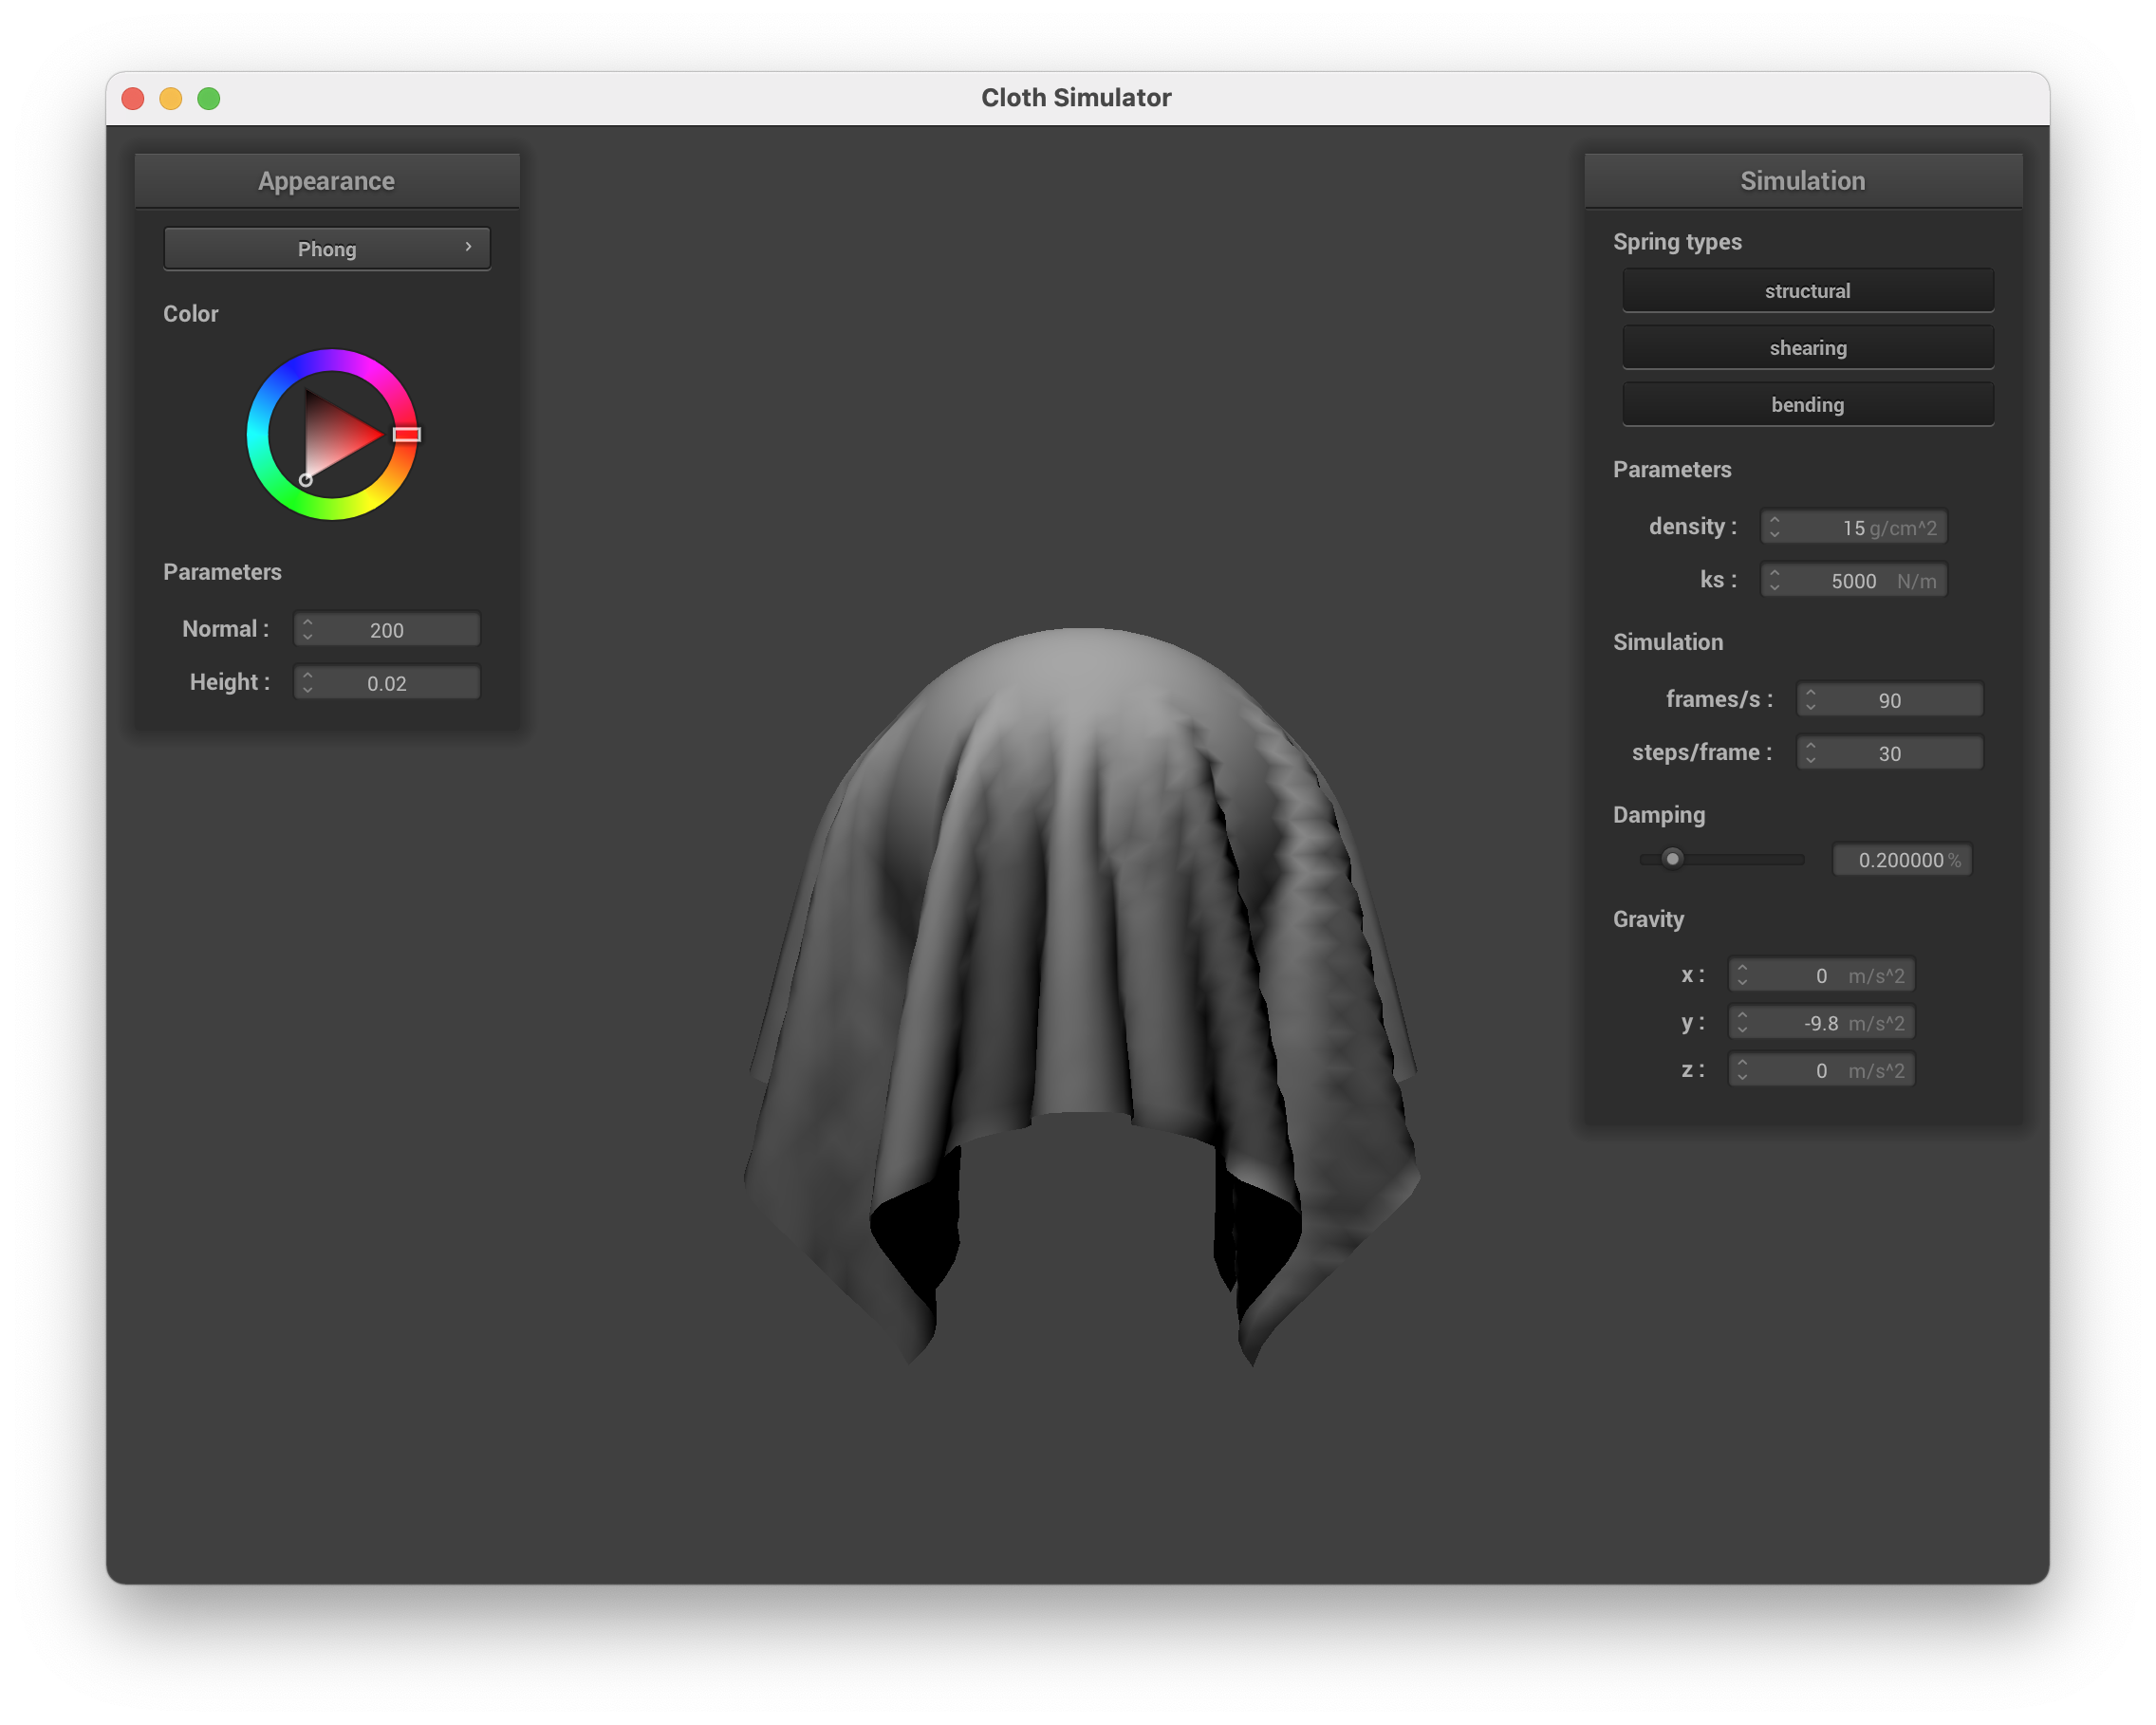 Cloth Simulator
Appearance
Phong
Color
Parameters
Normal : 200
Height : 0.02
Simulation
Spring types
structural
shearing
bending
Parameters
density : 15 g/cm^2
ks : 5000 N/m
Simulation
frames/s : 90
steps/frame : 30
Damping
0.200000 %
Gravity
x : 0 m/s^2
y : -9.8 m/s^2
z : 0 m/s^2